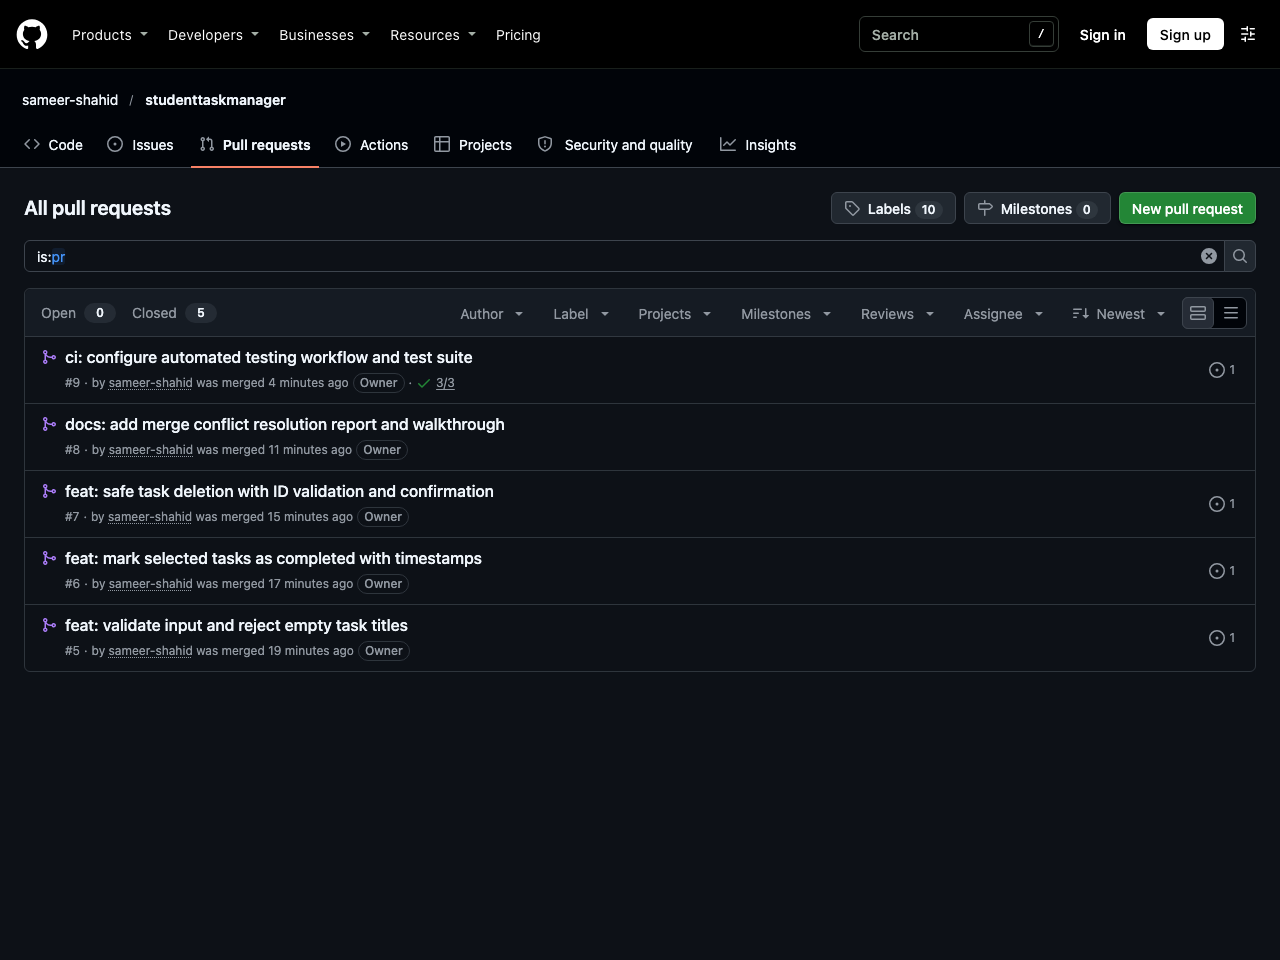 Products Developers Businesses Resources Pricing Search / Sign in Sign up
sameer-shahid / studenttaskmanager
Code Issues Pull requests Actions Projects Security and quality Insights
All pull requests Labels 10 Milestones 0 New pull request
is:pr
Open 0 Closed 5 Author Label Projects Milestones Reviews Assignee Newest
ci: configure automated testing workflow and test suite
#9 · by sameer-shahid was merged 4 minutes ago Owner · 3/3 1
docs: add merge conflict resolution report and walkthrough
#8 · by sameer-shahid was merged 11 minutes ago Owner
feat: safe task deletion with ID validation and confirmation
#7 · by sameer-shahid was merged 15 minutes ago Owner 1
feat: mark selected tasks as completed with timestamps
#6 · by sameer-shahid was merged 17 minutes ago Owner 1
feat: validate input and reject empty task titles
#5 · by sameer-shahid was merged 19 minutes ago Owner 1